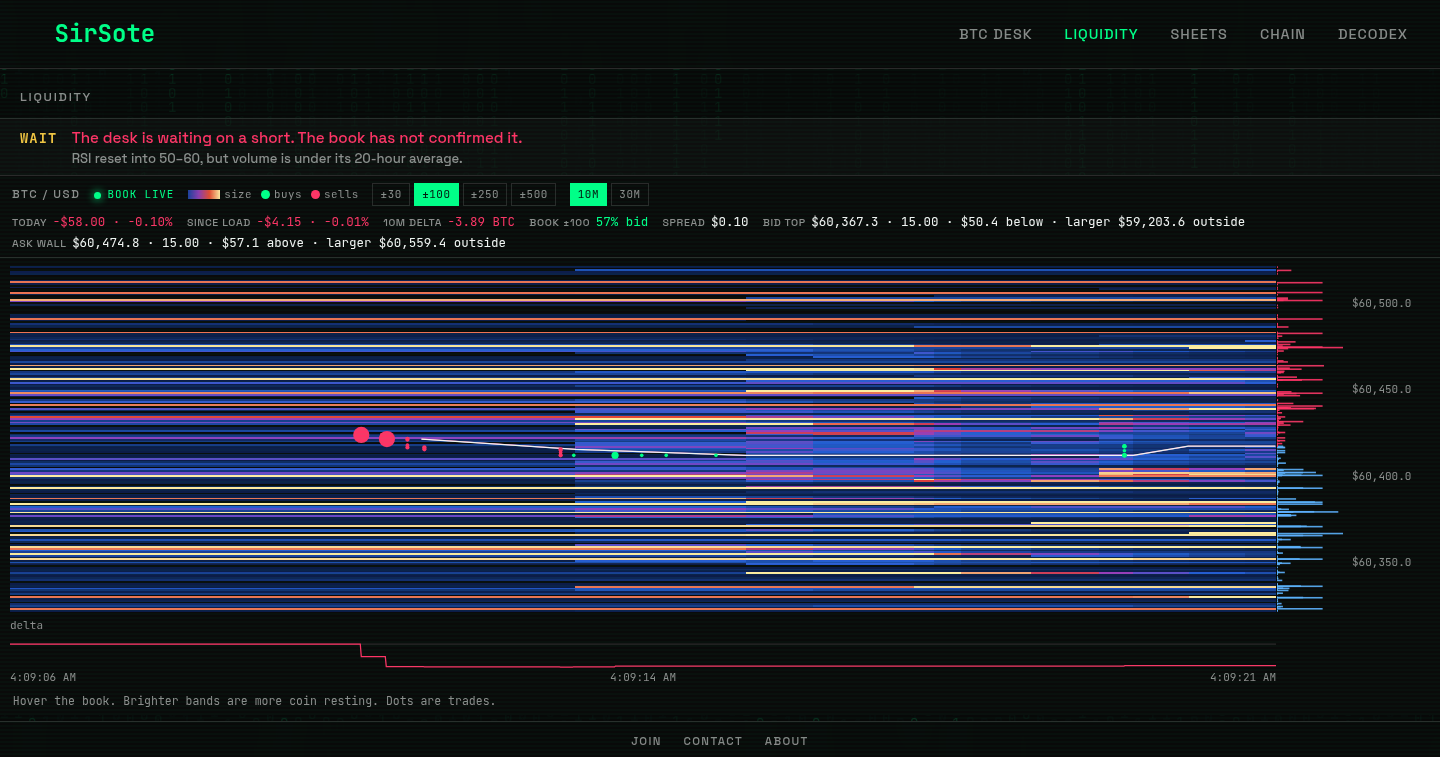 SirSote
BTC DESK LIQUIDITY SHEETS CHAIN DECODEX
LIQUIDITY
WAIT The desk is waiting on a short. The book has not confirmed it.
RSI reset into 50–60, but volume is under its 20-hour average.
BTC / USD BOOK LIVE size buys sells ±30 ±100 ±250 ±500 10M 30M
TODAY -$58.00 · -0.10% SINCE LOAD -$4.15 · -0.01% 10M DELTA -3.89 BTC BOOK ±100 57% bid SPREAD $0.10 BID TOP $60,367.3 · 15.00 · $50.4 below · larger $59,203.6 outside
ASK WALL $60,474.8 · 15.00 · $57.1 above · larger $60,559.4 outside
$60,500.0
$60,450.0
$60,400.0
$60,350.0
delta
4:09:06 AM 4:09:14 AM 4:09:21 AM
Hover the book. Brighter bands are more coin resting. Dots are trades.
JOIN CONTACT ABOUT